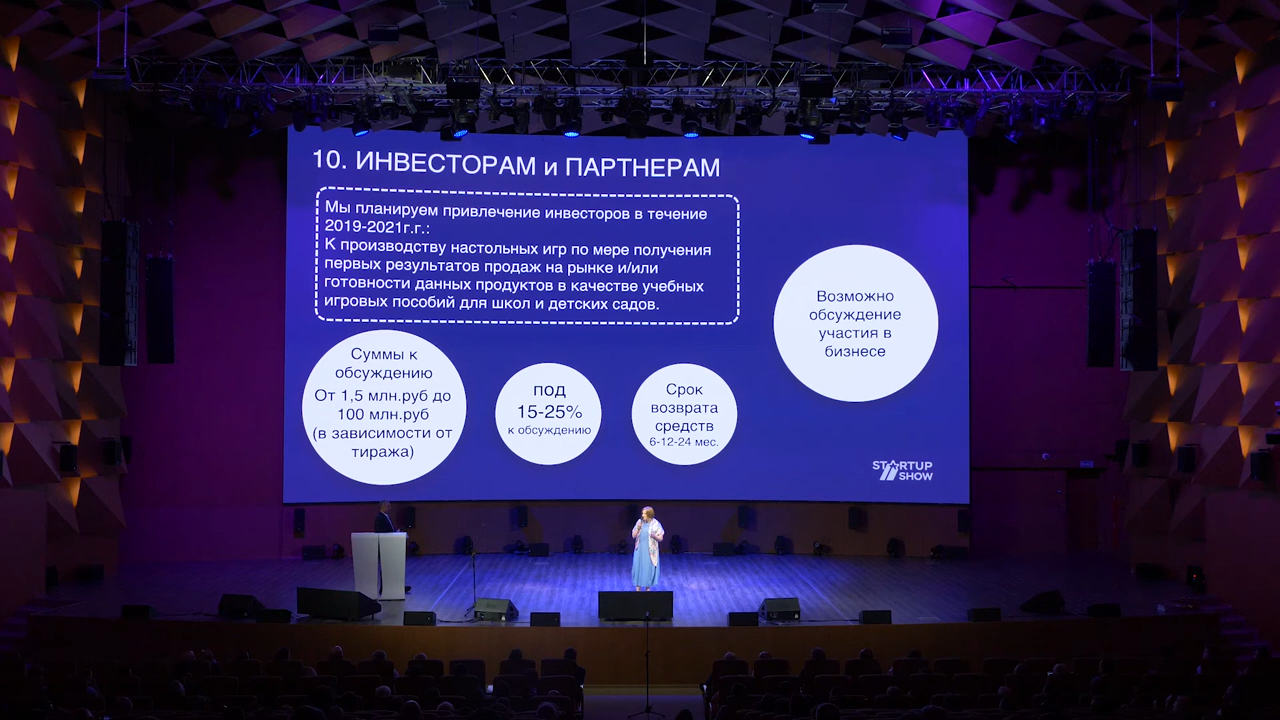 10. ИНВЕСТОРАМ и ПАРТНЕРАМ
Мы планируем привлечение инвесторов в течение
2019-2021г.г.:
К производству настольных игр по мере получения
первых результатов продаж на рынке и/или
готовности данных продуктов в качестве учебных
игровых пособий для школ и детских садов.
Возможно
обсуждение
участия в
бизнесе
Суммы к
обсуждению
От 1,5 млн.руб до
100 млн.руб
(в зависимости от
тиража)
под
15-25%
к обсуждению
Срок
возврата
средств
6-12-24 мес.
STARTUP
SHOW